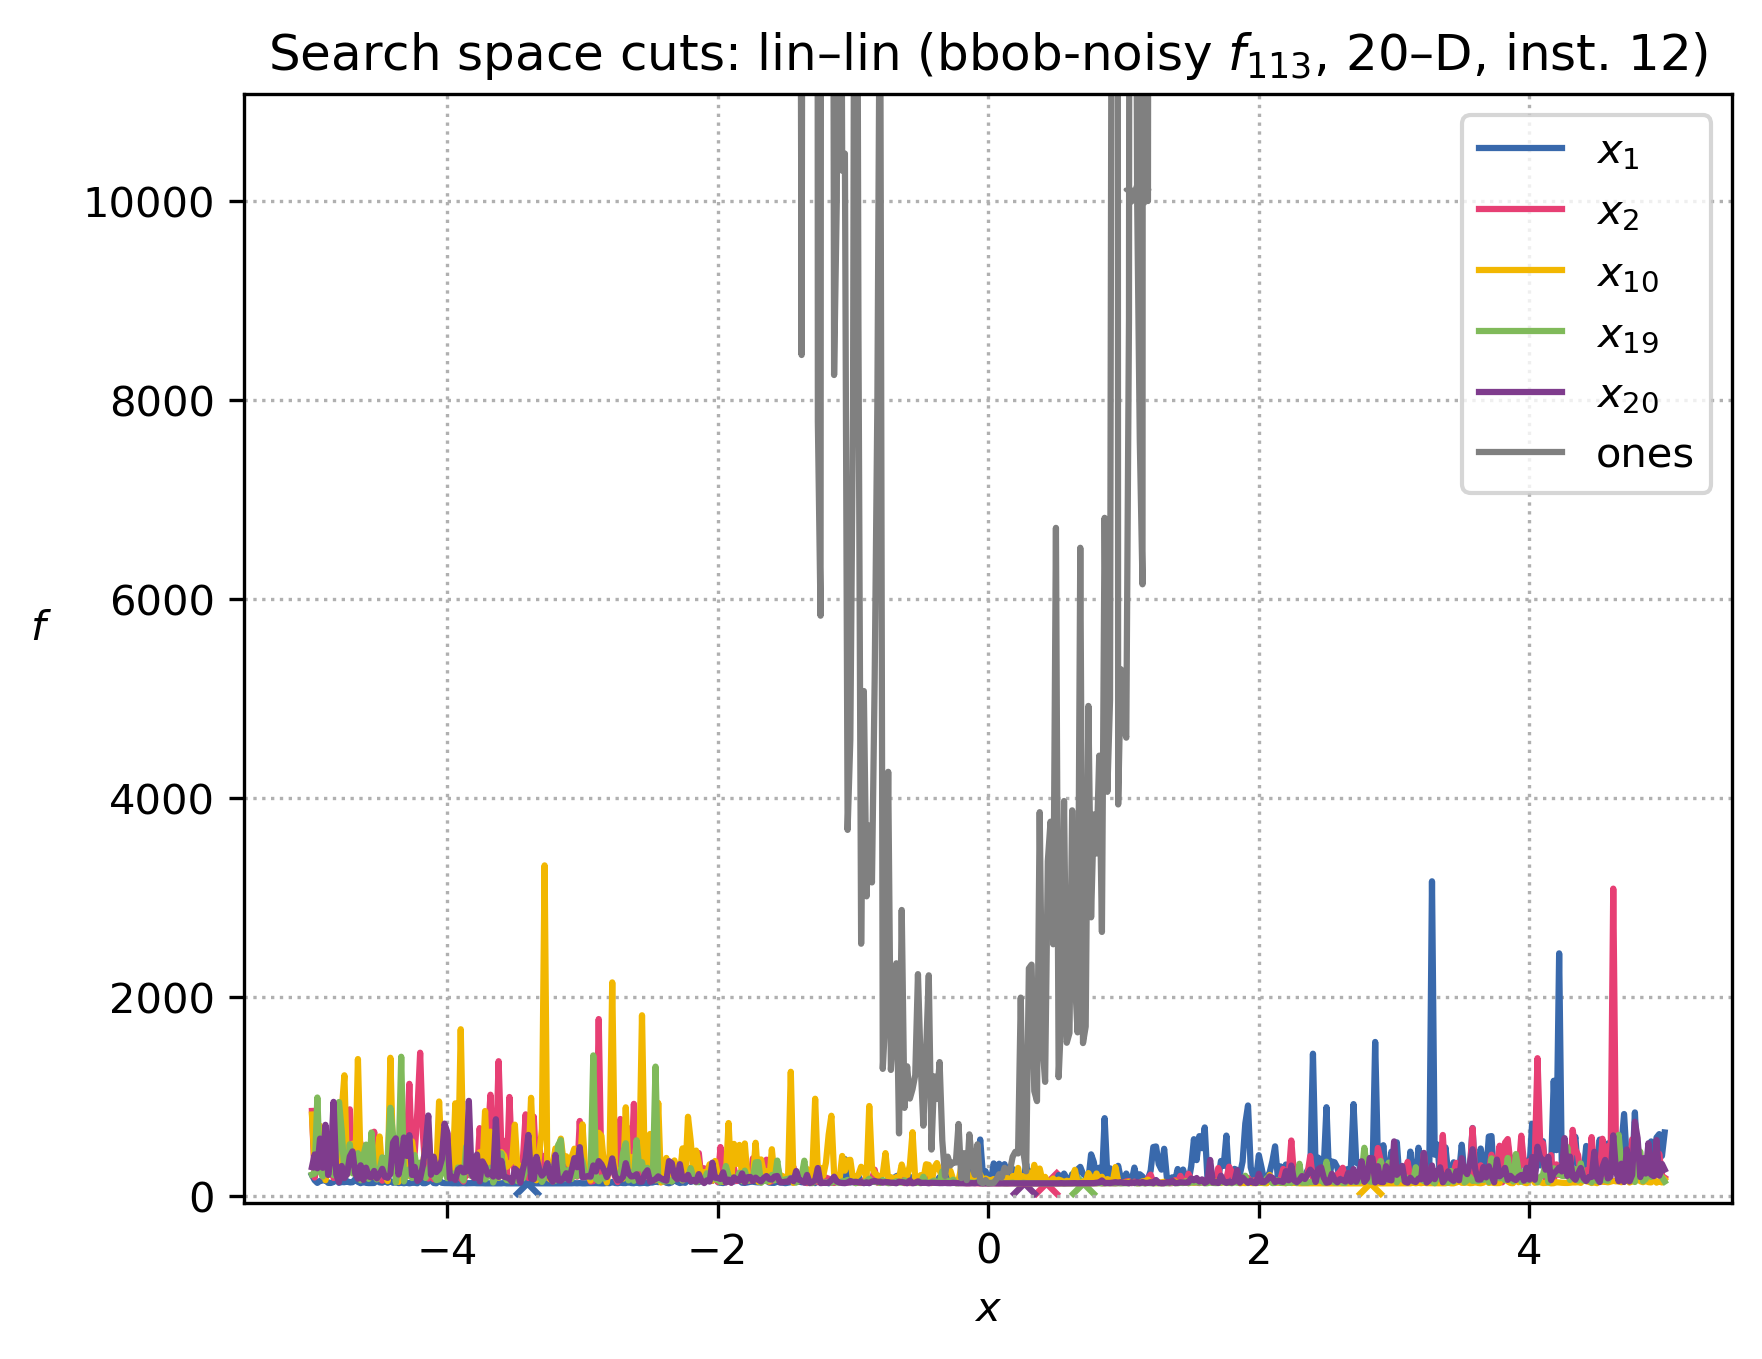 Search space cuts: lin–lin (bbob-noisy f113, 20–D, inst. 12)
x1
x2
x10
x19
x20
ones
10000
8000
6000
4000
2000
0
f
−4
−2
0
2
4
x